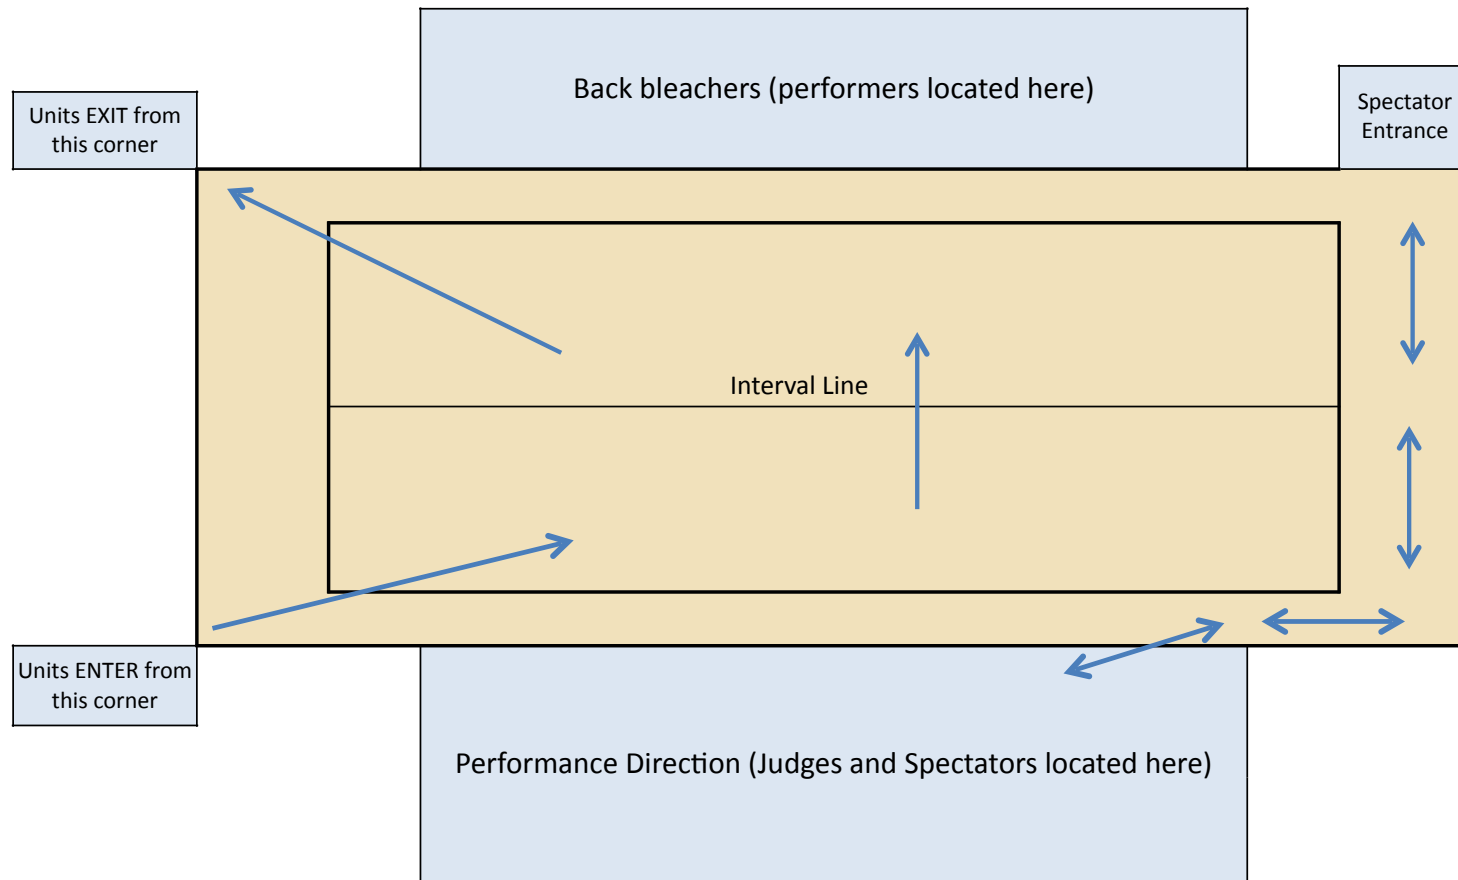 Back bleachers (performers located here)
Units EXIT from
this corner
Spectator
Entrance
Interval Line
Units ENTER from
this corner
Performance Direction (Judges and Spectators located here)